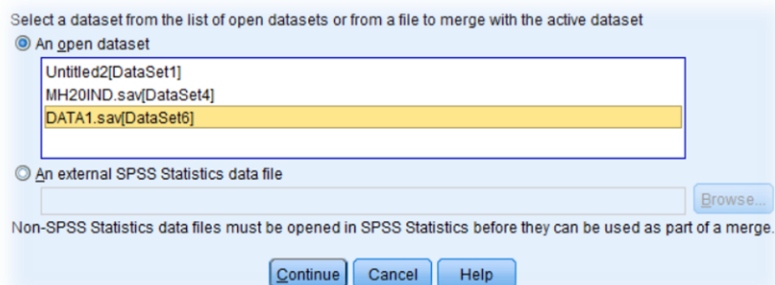 Select a dataset from the list of open datasets or from a file to merge with the active dataset
An open dataset
Untitled2[DataSet1]
MH20IND.sav[DataSet4]
DATA1.sav[DataSet6]
An external SPSS Statistics data file
Browse...
Non-SPSS Statistics data files must be opened in SPSS Statistics before they can be used as part of a merge.
Continue Cancel Help